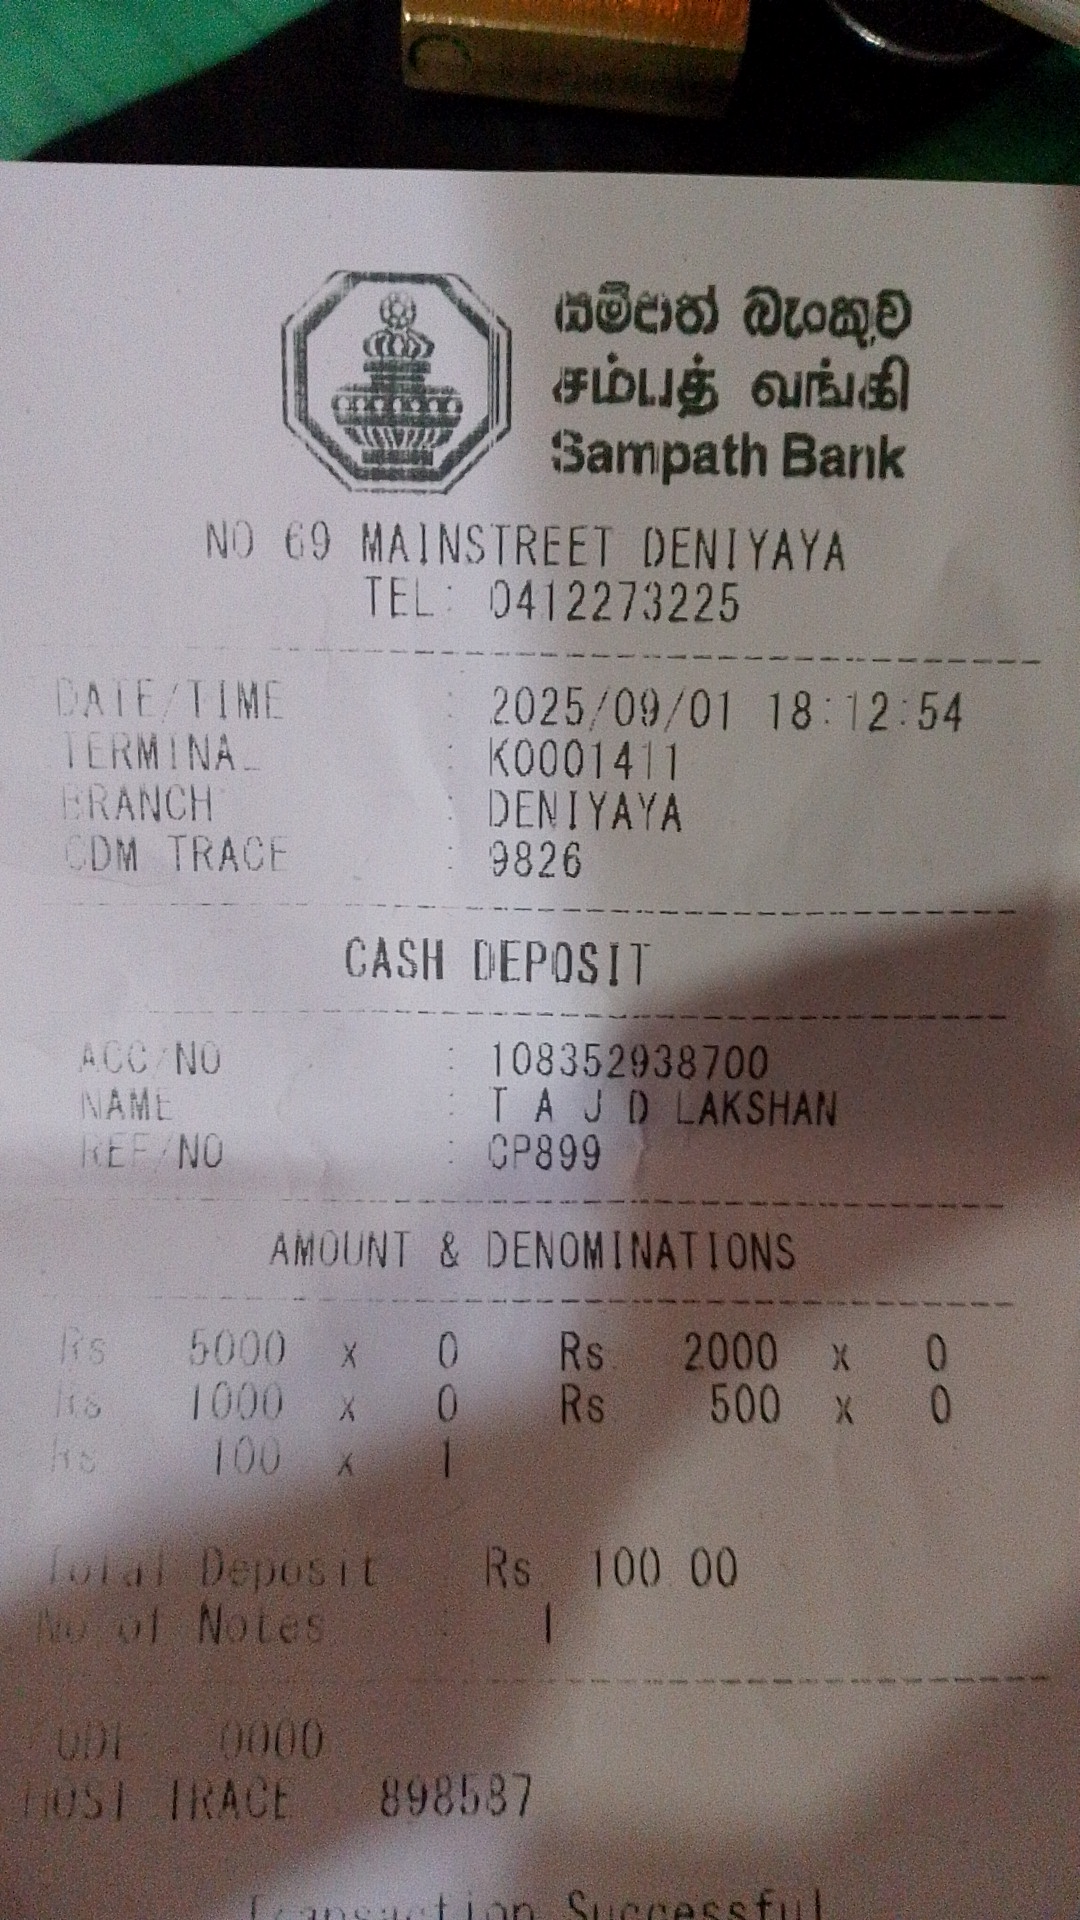 සම්පත් බැංකුව
சம்பத் வங்கி
Sampath Bank
NO 69 MAINSTREET DENIYAYA
TEL: 0412273225
DATE/TIME : 2025/09/01 18:12:54
TERMINAL : K0001411
BRANCH : DENIYAYA
CDM TRACE : 9826
CASH DEPOSIT
ACC/NO : 108352938700
NAME : T A J D LAKSHAN
REF/NO : CP899
AMOUNT & DENOMINATIONS
Rs 5000 x 0 Rs. 2000 x 0
Rs 1000 x 0 Rs 500 x 0
Rs 100 x 1
Total Deposit Rs. 100.00
No of Notes : 1
0000
HOST TRACE 898587
Transaction Successful